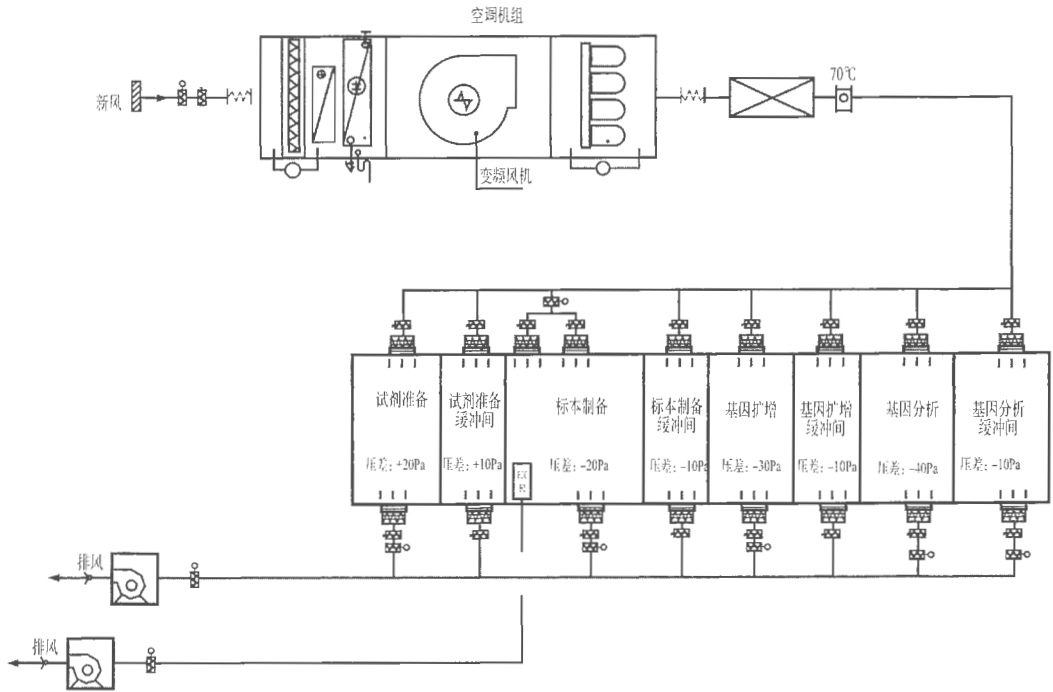 空调机组
新风
70℃
变频风机
试剂准备
压差: +20Pa
试剂准备
缓冲间
压差: +10Pa
标本制备
压差: -20Pa
标本制备
缓冲间
压差: -10Pa
基因扩增
压差: -30Pa
基因扩增
缓冲间
压差: -10Pa
基因分析
压差: -40Pa
基因分析
缓冲间
压差: -10Pa
排风
排风